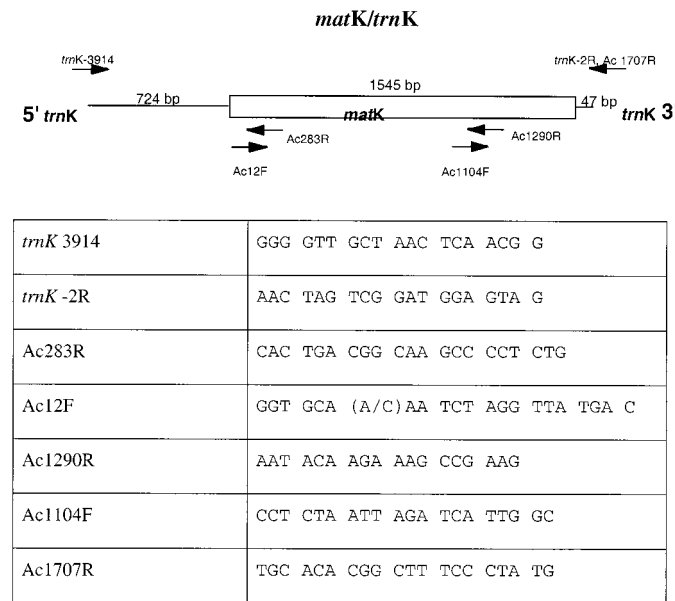 matK/trnK
trnK-3914
trnK-2R, Ac 1707R
1545 bp
724 bp
47 bp
5' trnK
matK
trnK 3
Ac283R
Ac1290R
Ac12F
Ac1104F
trnK 3914 GGG GTT GCT AAC TCA ACG G
trnK -2R AAC TAG TCG GAT GGA GTA G
Ac283R CAC TGA CGG CAA GCC CCT CTG
Ac12F GGT GCA (A/C)AA TCT AGG TTA TGA C
Ac1290R AAT ACA AGA AAG CCG AAG
Ac1104F CCT CTA ATT AGA TCA TTG GC
Ac1707R TGC ACA CGG CTT TCC CTA TG